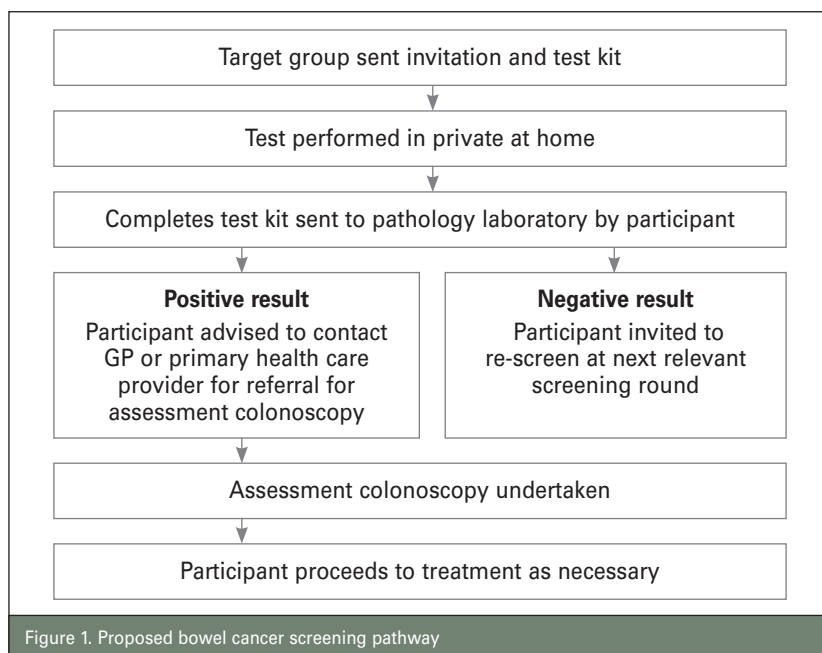 Target group sent invitation and test kit
Test performed in private at home
Completes test kit sent to pathology laboratory by participant
Positive result
Participant advised to contact
GP or primary health care
provider for referral for
assessment colonoscopy
Negative result
Participant invited to
re-screen at next relevant
screening round
Assessment colonoscopy undertaken
Participant proceeds to treatment as necessary
Figure 1. Proposed bowel cancer screening pathway